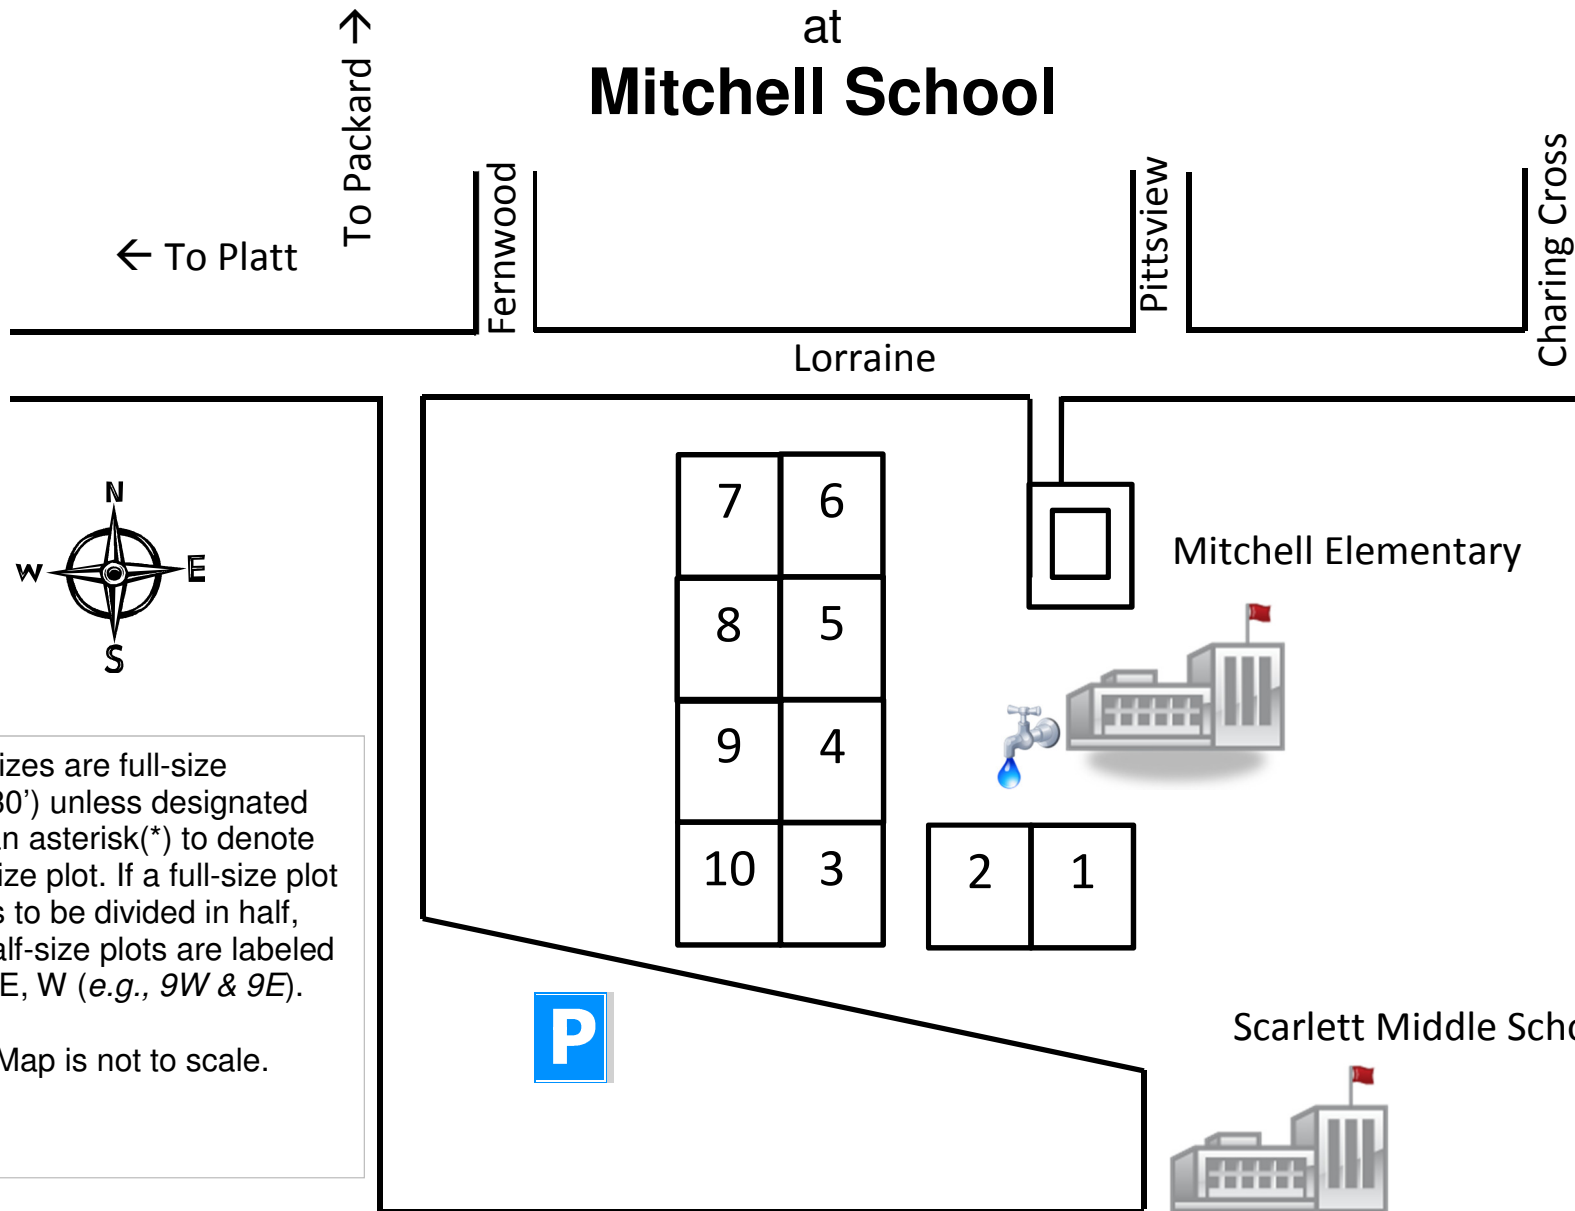 at
Mitchell School
To Packard →
← To Platt
Fernwood
Pittsview
Charing Cross
Lorraine
N
W
E
S
7
6
8
5
9
4
10
3
2
1
Mitchell Elementary
izes are full-size
30') unless designated
an asterisk(*) to denote
ize plot. If a full-size plot
s to be divided in half,
alf-size plots are labeled
E, W (e.g., 9W & 9E).
Map is not to scale.
P
Scarlett Middle Scho